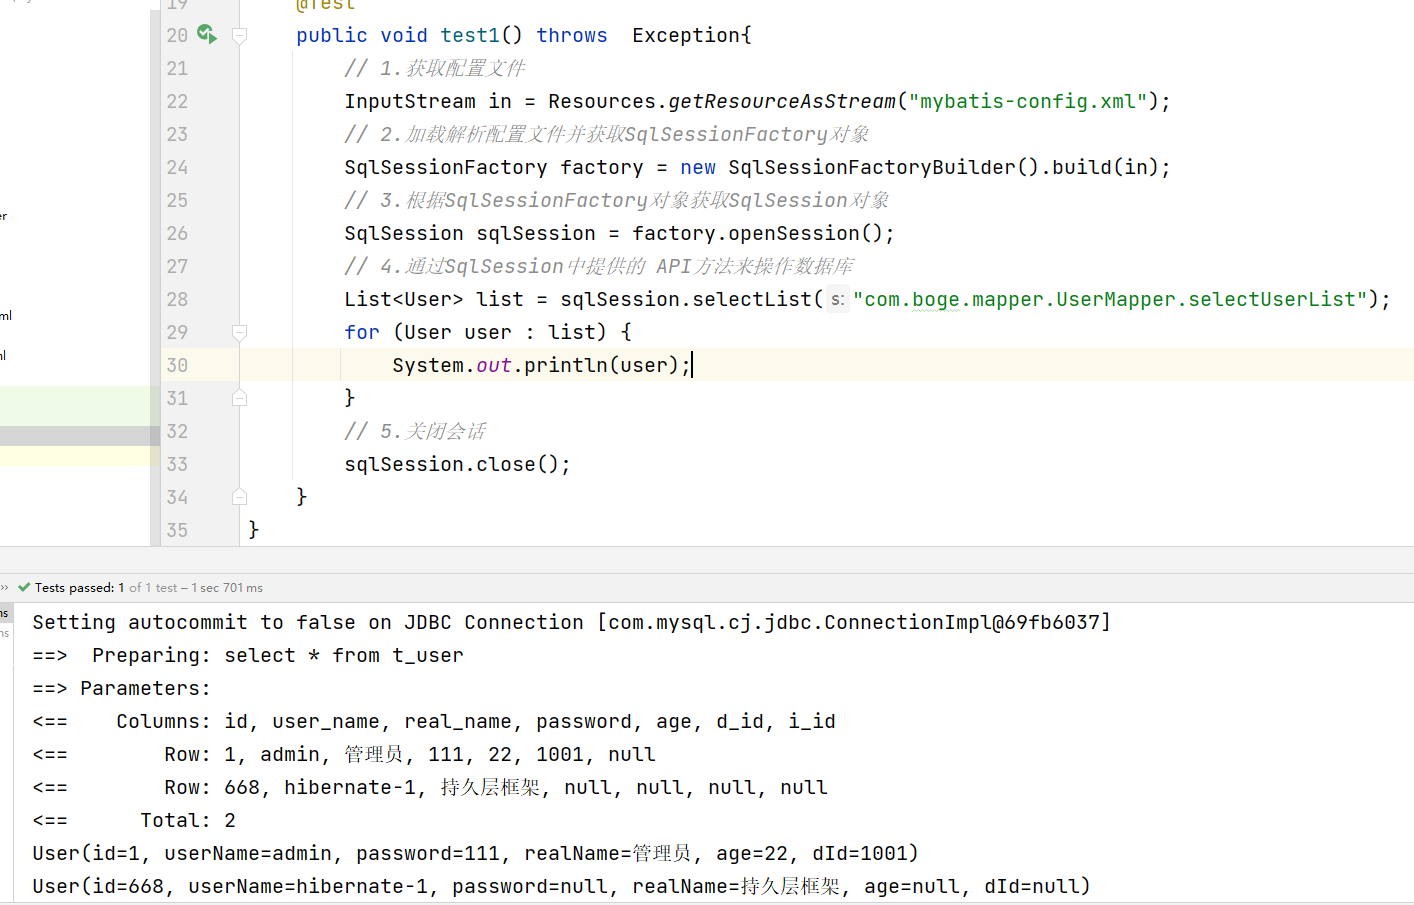 19 @Test
20 public void test1() throws  Exception{
21 // 1.获取配置文件
22 InputStream in = Resources.getResourceAsStream("mybatis-config.xml");
23 // 2.加载解析配置文件并获取SqlSessionFactory对象
24 SqlSessionFactory factory = new SqlSessionFactoryBuilder().build(in);
25 // 3.根据SqlSessionFactory对象获取SqlSession对象
26 SqlSession sqlSession = factory.openSession();
27 // 4.通过SqlSession中提供的 API方法来操作数据库
28 List<User> list = sqlSession.selectList( s: "com.boge.mapper.UserMapper.selectUserList");
29 for (User user : list) {
30 System.out.println(user);
31 }
32 // 5.关闭会话
33 sqlSession.close();
34 }
35 }
er
ml
ml
Tests passed: 1 of 1 test – 1 sec 701 ms
ms
ms
Setting autocommit to false on JDBC Connection [com.mysql.cj.jdbc.ConnectionImpl@69fb6037]
==>  Preparing: select * from t_user
==> Parameters:
<==    Columns: id, user_name, real_name, password, age, d_id, i_id
<==        Row: 1, admin, 管理员, 111, 22, 1001, null
<==        Row: 668, hibernate-1, 持久层框架, null, null, null, null
<==      Total: 2
User(id=1, userName=admin, password=111, realName=管理员, age=22, dId=1001)
User(id=668, userName=hibernate-1, password=null, realName=持久层框架, age=null, dId=null)